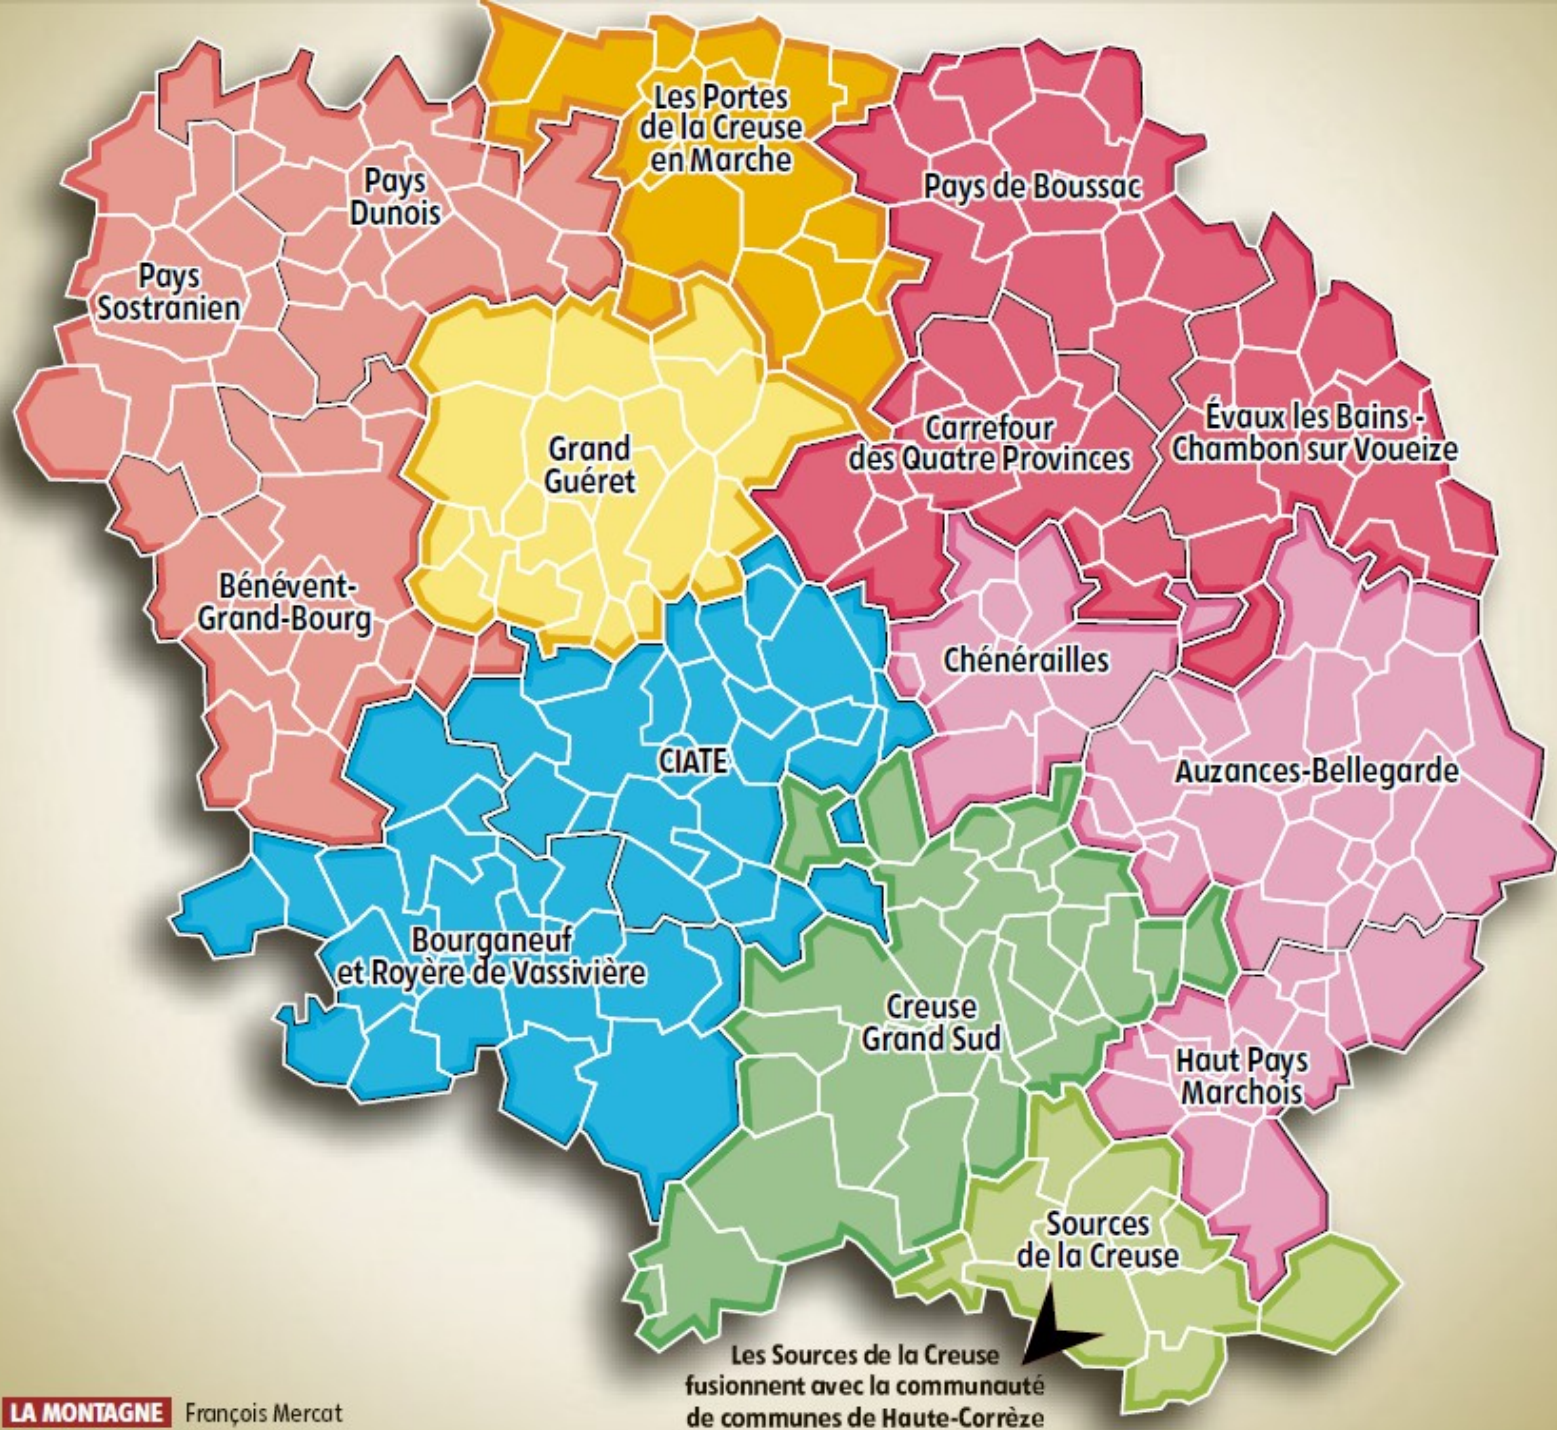 Les Portes
de la Creuse
en Marche
Pays
Dunois
Pays de Boussac
Pays
Sostranien
Grand
Guéret
Carrefour
des Quatre Provinces
Évaux les Bains -
Chambon sur Voueize
Bénévent-
Grand-Bourg
Chénérailles
CIATE
Auzances-Bellegarde
Bourganeuf
et Royère de Vassivière
Creuse
Grand Sud
Haut Pays
Marchois
Sources
de la Creuse
Les Sources de la Creuse
fusionnent avec la communauté
de communes de Haute-Corrèze
LA MONTAGNE François Mercat